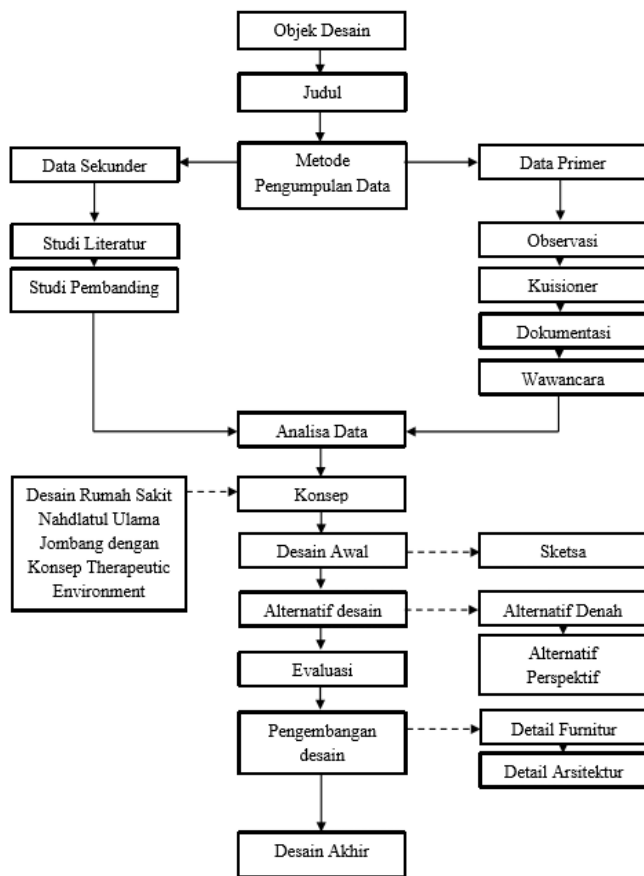 Objek Desain
Judul
Metode
Pengumpulan Data
Data Sekunder
Data Primer
Studi Literatur
Studi Pembanding
Observasi
Kuisioner
Dokumentasi
Wawancara
Analisa Data
Desain Rumah Sakit
Nahdlatul Ulama
Jombang dengan
Konsep Therapeutic
Environment
Konsep
Desain Awal
Sketsa
Alternatif desain
Alternatif Denah
Alternatif
Perspektif
Evaluasi
Pengembangan
desain
Detail Furnitur
Detail Arsitektur
Desain Akhir